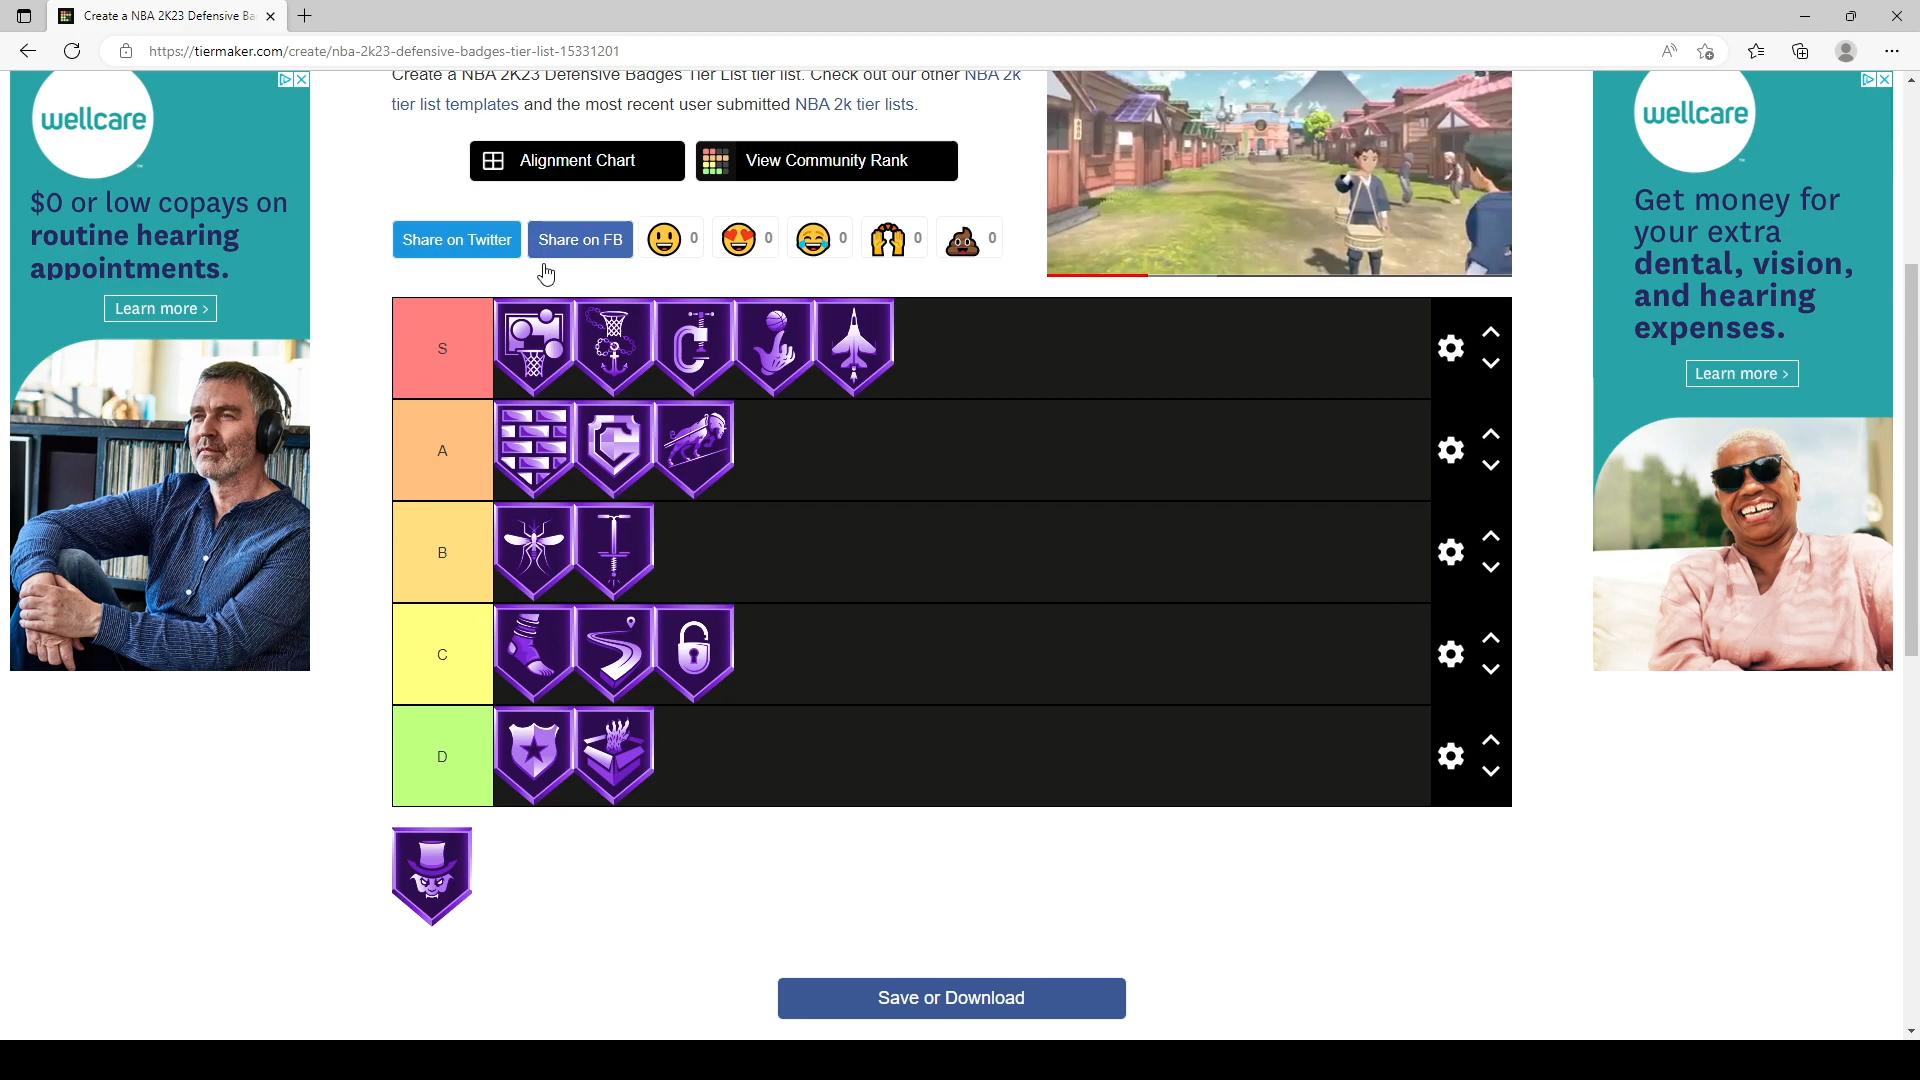 Create a NBA 2K23 Defensive Ba
https://tiermaker.com/create/nba-2k23-defensive-badges-tier-list-15331201
Create a NBA 2K23 Defensive Badges Tier List tier list. Check out our other NBA 2k
tier list templates and the most recent user submitted NBA 2k tier lists.
Alignment Chart
View Community Rank
Share on Twitter
Share on FB
0
0
0
0
0
S
A
B
C
D
Save or Download
wellcare
$0 or low copays on
routine hearing
appointments.
Learn more >
wellcare
Get money for
your extra
dental, vision,
and hearing
expenses.
Learn more >